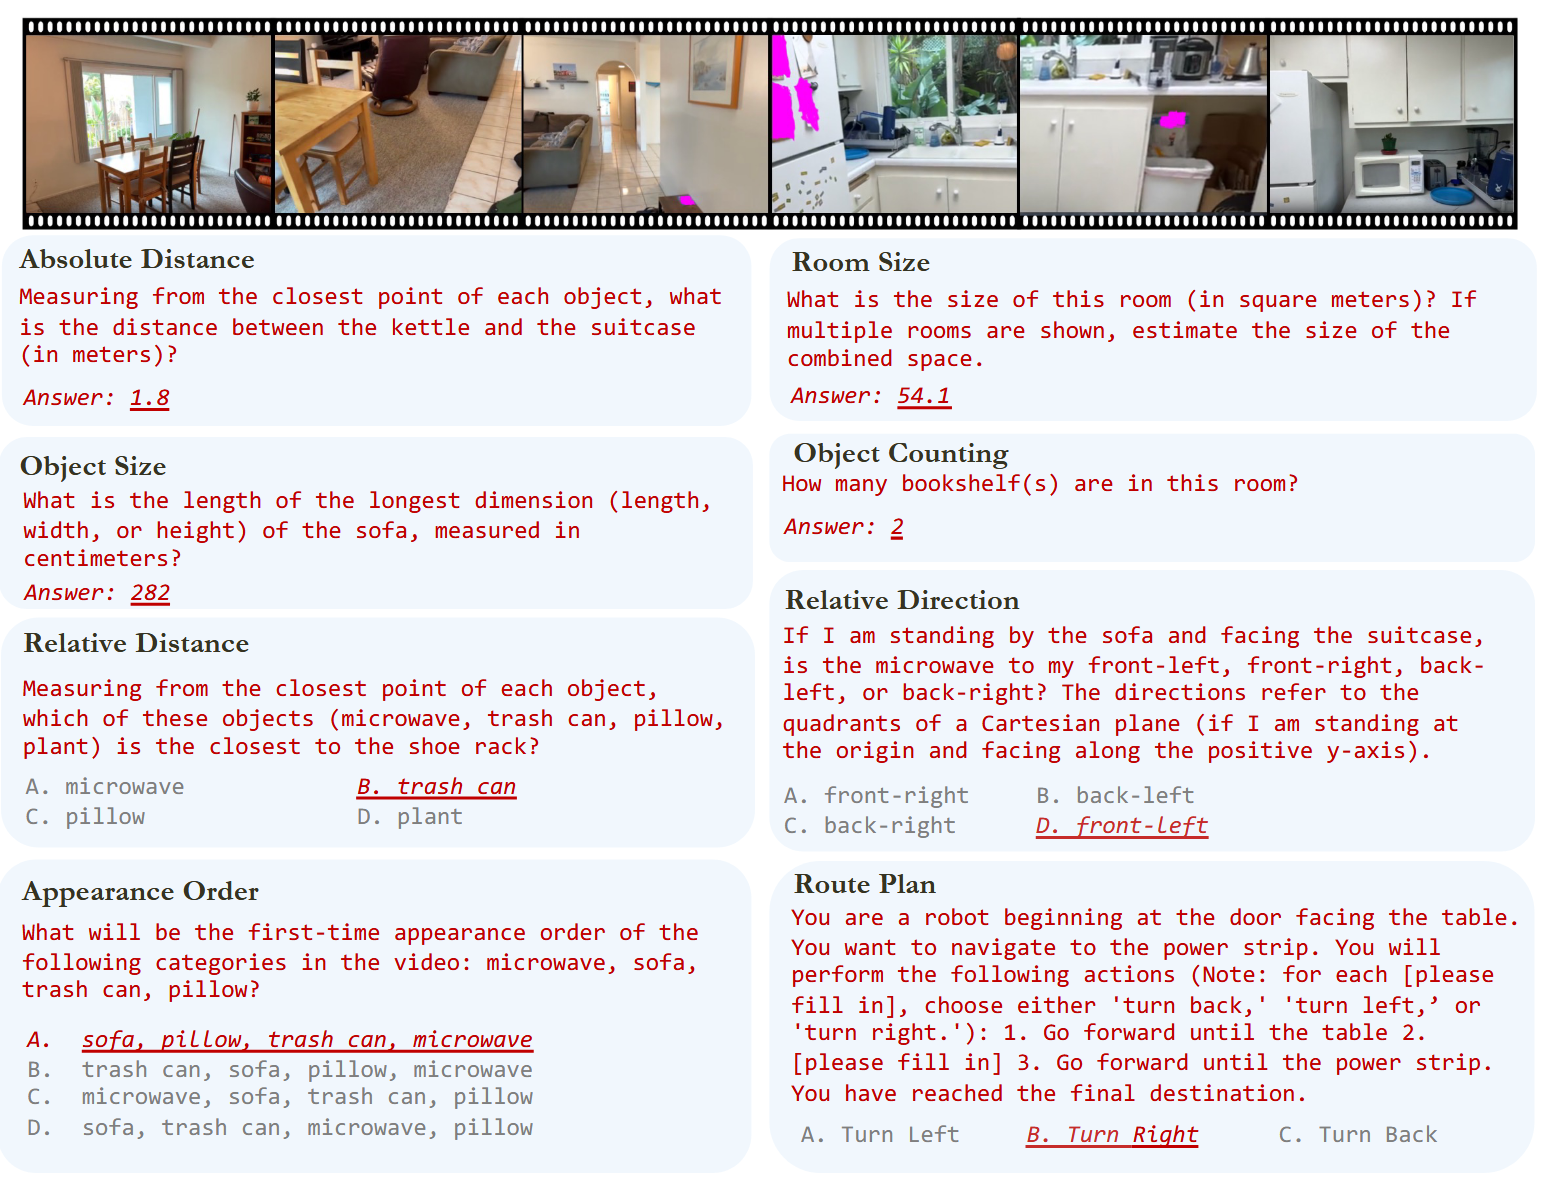 Absolute Distance
Measuring from the closest point of each object, what
is the distance between the kettle and the suitcase
(in meters)?
Answer: 1.8
Room Size
What is the size of this room (in square meters)? If
multiple rooms are shown, estimate the size of the
combined space.
Answer: 54.1
Object Size
What is the length of the longest dimension (length,
width, or height) of the sofa, measured in
centimeters?
Answer: 282
Object Counting
How many bookshelf(s) are in this room?
Answer: 2
Relative Distance
Measuring from the closest point of each object,
which of these objects (microwave, trash can, pillow,
plant) is the closest to the shoe rack?
A. microwave
B. trash can
C. pillow
D. plant
Relative Direction
If I am standing by the sofa and facing the suitcase,
is the microwave to my front-left, front-right, back-
left, or back-right? The directions refer to the
quadrants of a Cartesian plane (if I am standing at
the origin and facing along the positive y-axis).
A. front-right
B. back-left
C. back-right
D. front-left
Appearance Order
What will be the first-time appearance order of the
following categories in the video: microwave, sofa,
trash can, pillow?
A. sofa, pillow, trash can, microwave
B. trash can, sofa, pillow, microwave
C. microwave, sofa, trash can, pillow
D. sofa, trash can, microwave, pillow
Route Plan
You are a robot beginning at the door facing the table.
You want to navigate to the power strip. You will
perform the following actions (Note: for each [please
fill in], choose either 'turn back,' 'turn left,’ or
'turn right.'): 1. Go forward until the table 2.
[please fill in] 3. Go forward until the power strip.
You have reached the final destination.
A. Turn Left
B. Turn Right
C. Turn Back